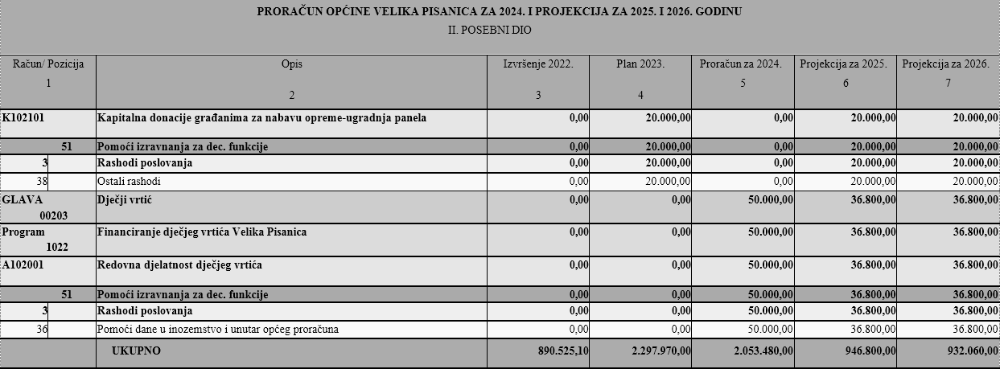 PRORAČUN OPĆINE VELIKA PISANICA ZA 2024. I PROJEKCIJA ZA 2025. I 2026. GODINU
II. POSEBNI DIO
Račun/ Pozicija Opis Izvršenje 2022. Plan 2023. Proračun za 2024. Projekcija za 2025. Projekcija za 2026.
1 2 3 4 5 6 7
K102101 Kapitalna donacije građanima za nabavu opreme-ugradnja panela 0,00 20.000,00 0,00 20.000,00 20.000,00
51 Pomoći izravnanja za dec. funkcije 0,00 20.000,00 0,00 20.000,00 20.000,00
3 Rashodi poslovanja 0,00 20.000,00 0,00 20.000,00 20.000,00
38 Ostali rashodi 0,00 20.000,00 0,00 20.000,00 20.000,00
GLAVA Dječji vrtić 0,00 0,00 50.000,00 36.800,00 36.800,00
00203
Program Financiranje dječjeg vrtića Velika Pisanica 0,00 0,00 50.000,00 36.800,00 36.800,00
1022
A102001 Redovna djelatnost dječjeg vrtića 0,00 0,00 50.000,00 36.800,00 36.800,00
51 Pomoći izravnanja za dec. funkcije 0,00 0,00 50.000,00 36.800,00 36.800,00
3 Rashodi poslovanja 0,00 0,00 50.000,00 36.800,00 36.800,00
36 Pomoći dane u inozemstvo i unutar općeg proračuna 0,00 0,00 50.000,00 36.800,00 36.800,00
UKUPNO 890.525,10 2.297.970,00 2.053.480,00 946.800,00 932.060,00